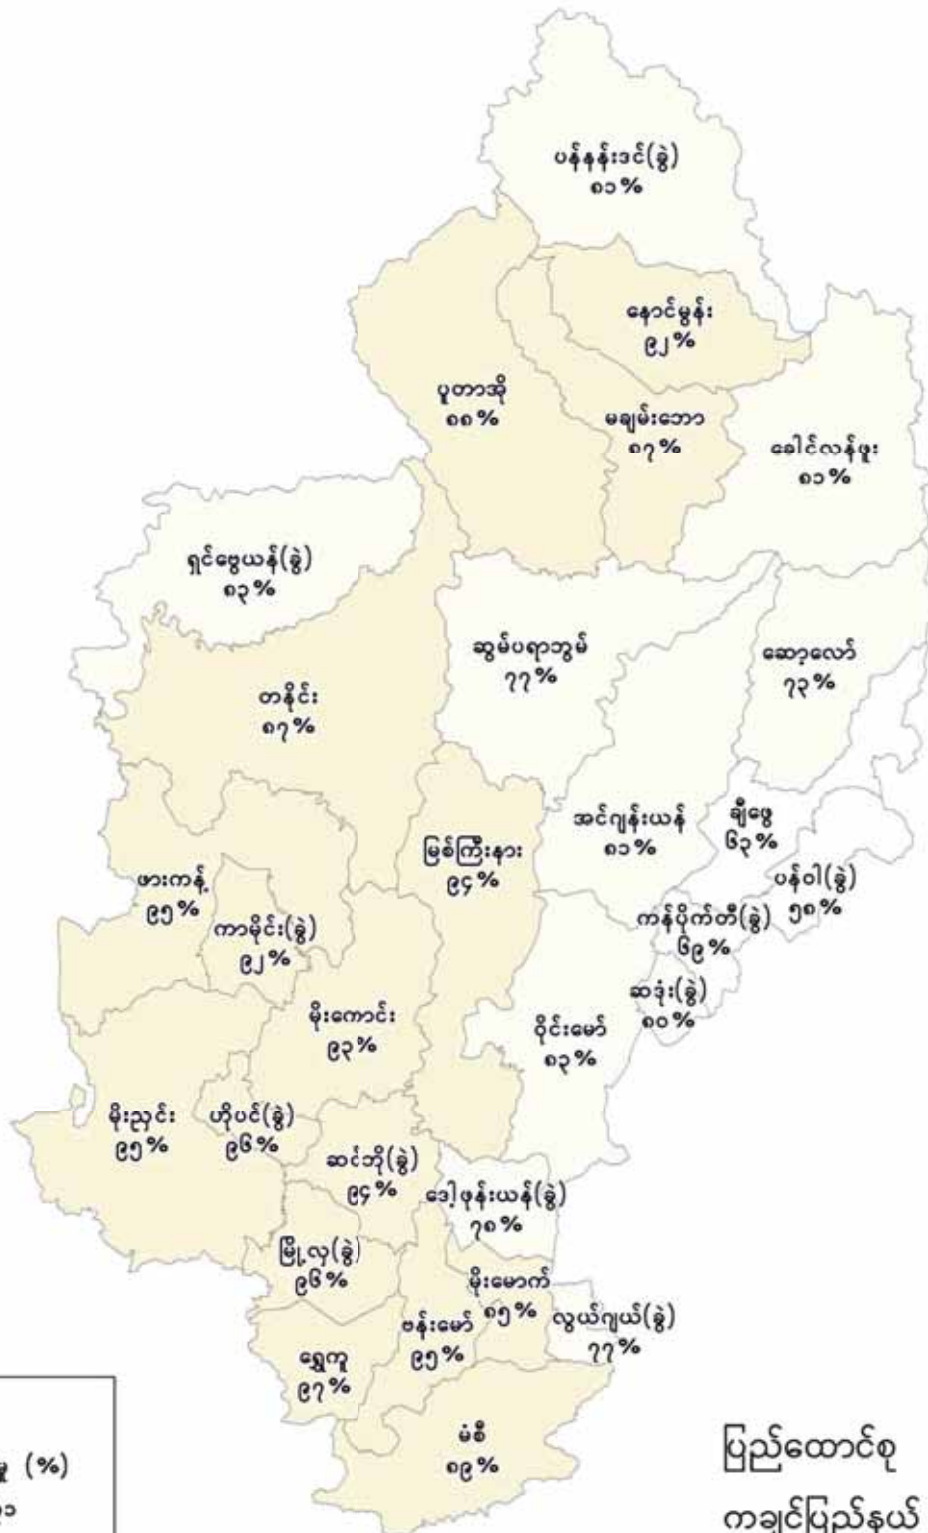 ပန်နန်းဒင်(ခွဲ)
၈၁%
နောင်မွန်း
၉၂%
ပူတာအို
၈၈%
မချမ်းဘော
၈၇%
ခေါင်လန်ဖူး
၈၁%
ရှင်ဗွေယန်(ခွဲ)
၈၃%
ဆွမ်ပရာဘွမ်
၇၇%
ဆော့လော်
၇၃%
တနိုင်း
၈၇%
အင်ဂျန်းယန်
၈၁%
ချီဖွေ
၆၃%
မြစ်ကြီးနား
၉၄%
ဖားကန့်
၉၅%
ပန်ဝါ(ခွဲ)
၅၈%
ကန်ပိုက်တီ(ခွဲ)
၆၉%
ကာမိုင်း(ခွဲ)
၉၂%
ဆဒုံး(ခွဲ)
၈၀%
မိုးကောင်း
၉၃%
ဝိုင်းမော်
၈၃%
မိုးညှင်း
၉၅%
ဟိုပင်(ခွဲ)
၉၆%
ဆင်ဘို(ခွဲ)
၉၄%
ဒေါ့ဖုန်းယန်(ခွဲ)
၇၈%
မြို့လှ(ခွဲ)
၉၆%
မိုးမောက်
၈၅%
လွယ်ဂျယ်(ခွဲ)
၇၇%
ဗန်းမော်
၉၅%
ရွှေကူ
၉၇%
မံစီ
၈၉%
(%)
ပြည်ထောင်စု
ကချင်ပြည်နယ်